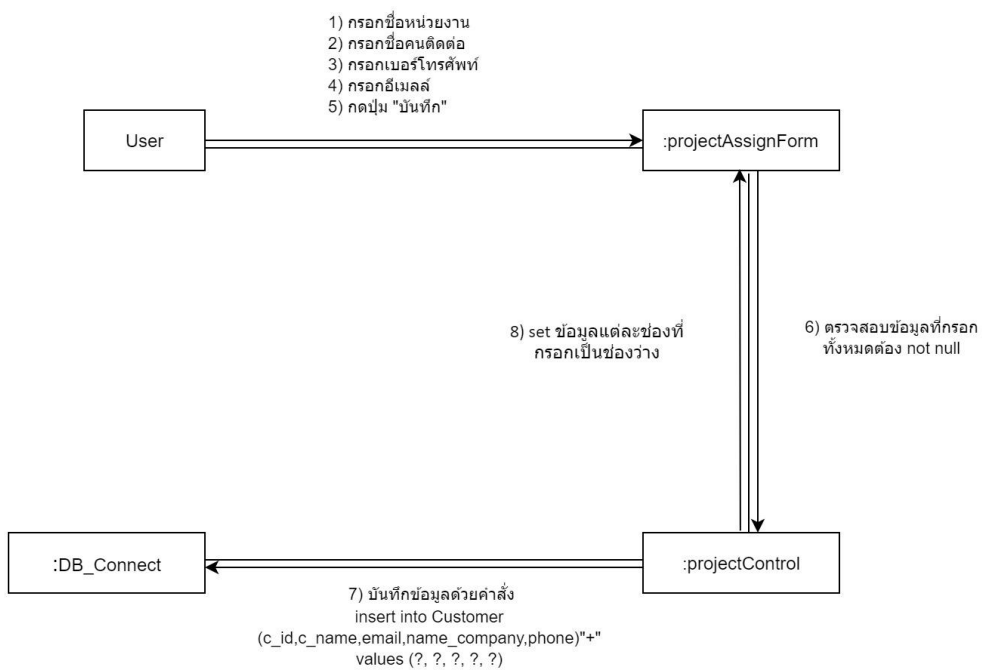 1) กรอกชื่อหน่วยงาน
2) กรอกชื่อคนติดต่อ
3) กรอกเบอร์โทรศัพท์
4) กรอกอีเมลล์
5) กดปุ่ม "บันทึก"
User
:projectAssignForm
8) set ข้อมูลแต่ละช่องที่
กรอกเป็นช่องว่าง
6) ตรวจสอบข้อมูลที่กรอก
ทั้งหมดต้อง not null
:DB_Connect
:projectControl
7) บันทึกข้อมูลด้วยคำสั่ง
insert into Customer
(c_id,c_name,email,name_company,phone)"+"
values (?, ?, ?, ?, ?)